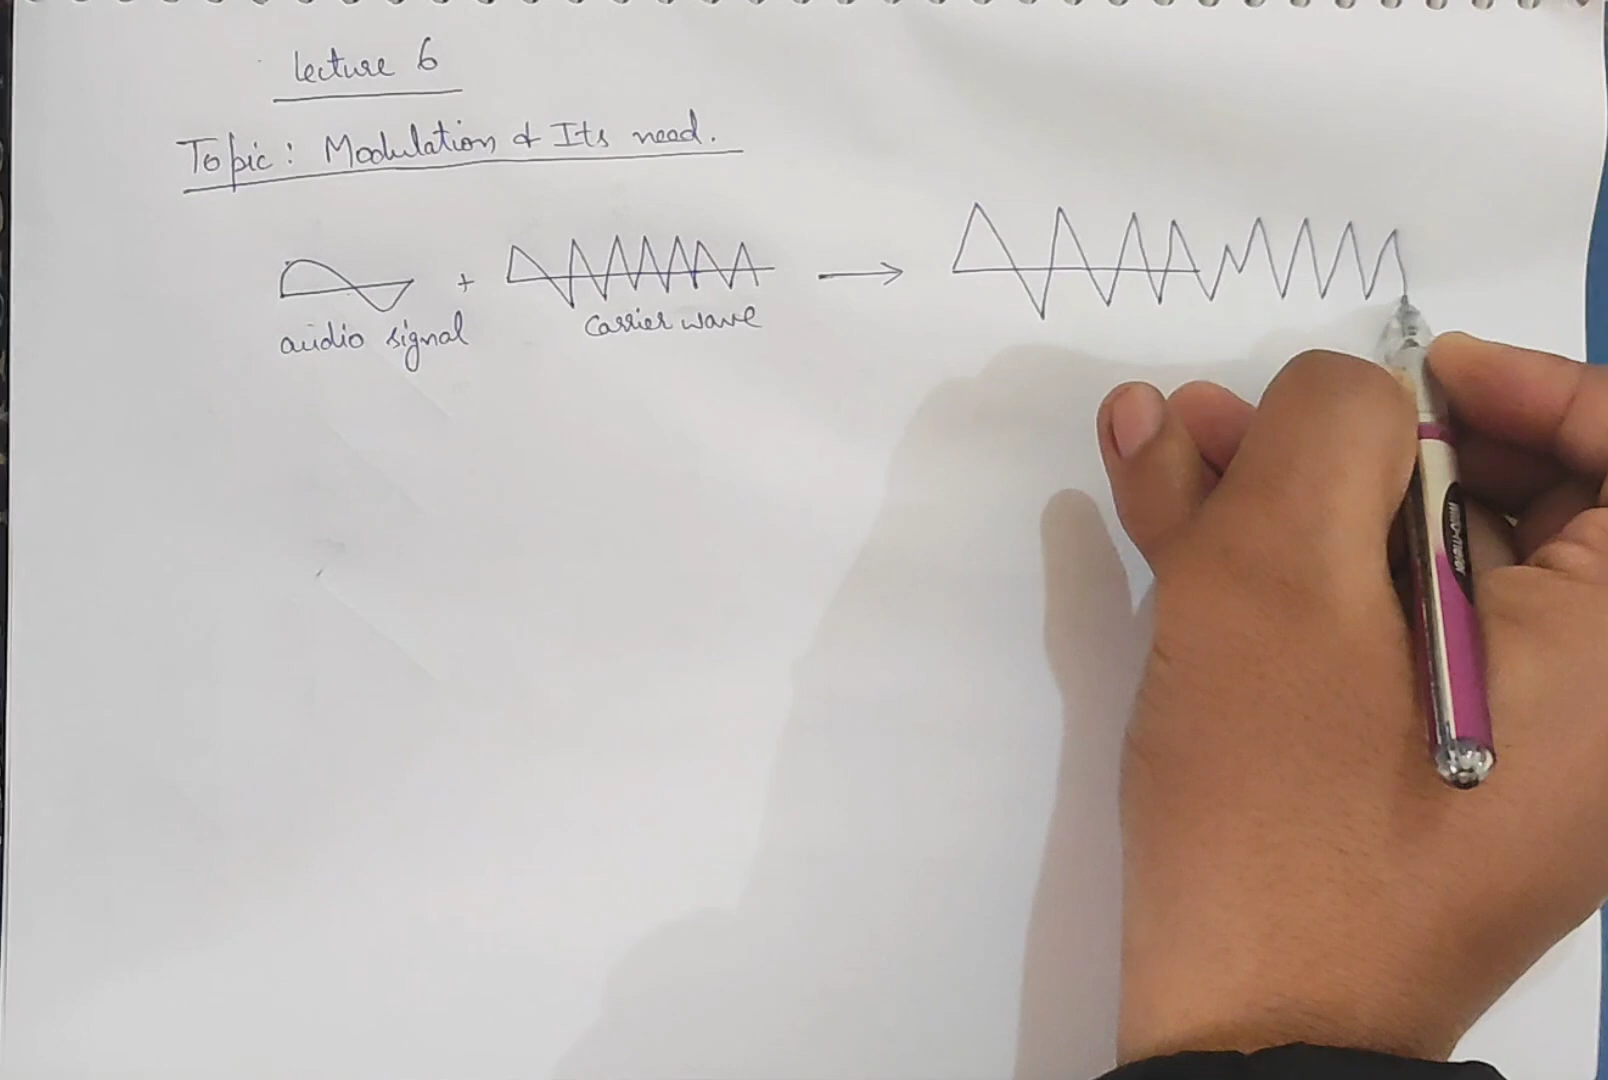 lecture 6
Topic: Modulation & Its need.
+
audio signal
Carrier wave